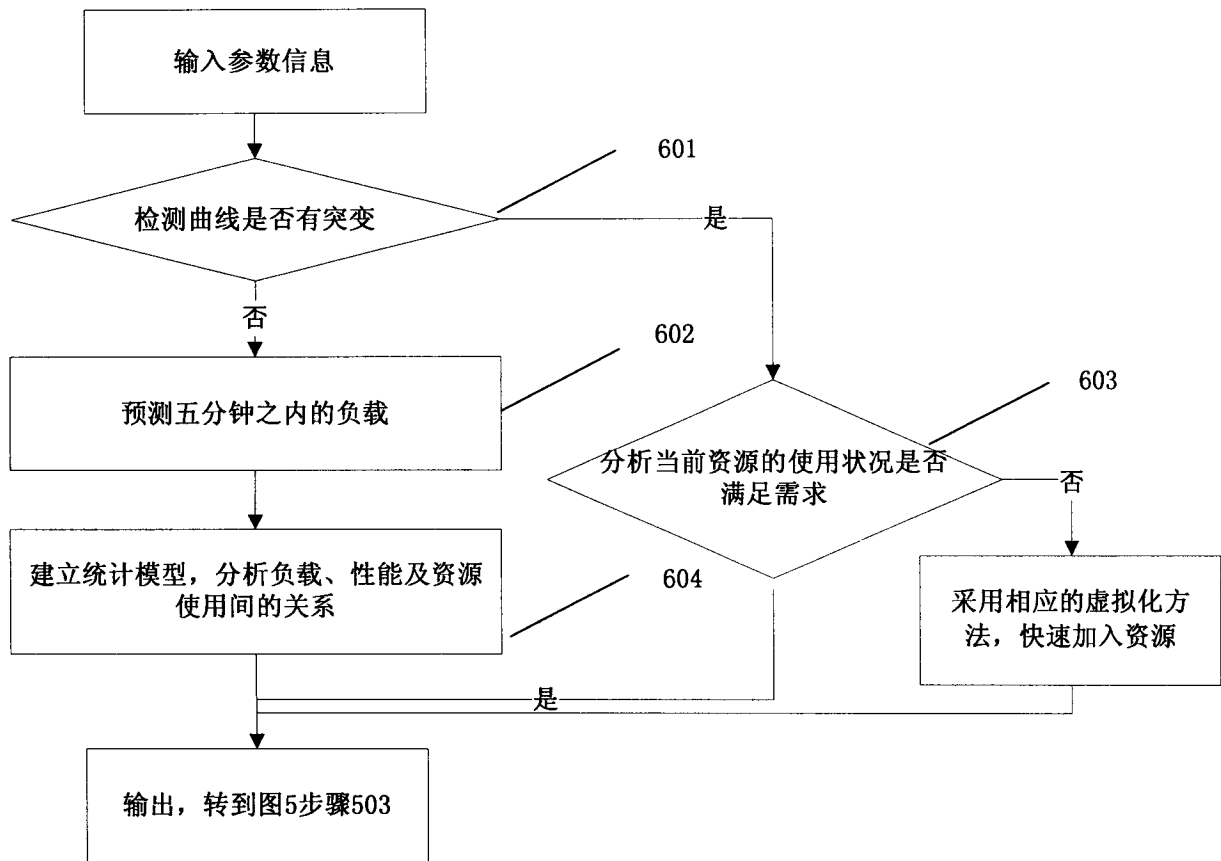 输入参数信息
601
检测曲线是否有突变
是
否
602
预测五分钟之内的负载
603
分析当前资源的使用状况是否
满足需求
否
建立统计模型，分析负载、性能及资源
使用间的关系
604
采用相应的虚拟化方
法，快速加入资源
是
输出，转到图5步骤503